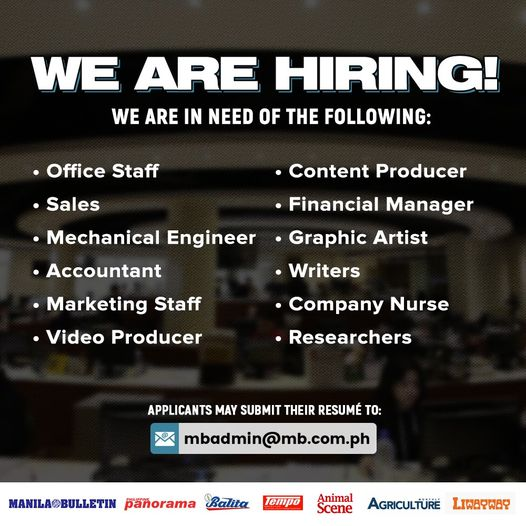 WE ARE HIRING!
WE ARE IN NEED OF THE FOLLOWING:
• Office Staff
• Sales
• Mechanical Engineer
• Accountant
• Marketing Staff
• Video Producer
• Content Producer
• Financial Manager
• Graphic Artist
• Writers
• Company Nurse
• Researchers
APPLICANTS MAY SUBMIT THEIR RESUMÉ TO:
mbadmin@mb.com.ph
MANILA BULLETIN
PHILIPPINE panorama
Balita
Tempo
Animal Scene
AGRICULTURE
LIWAYWAY